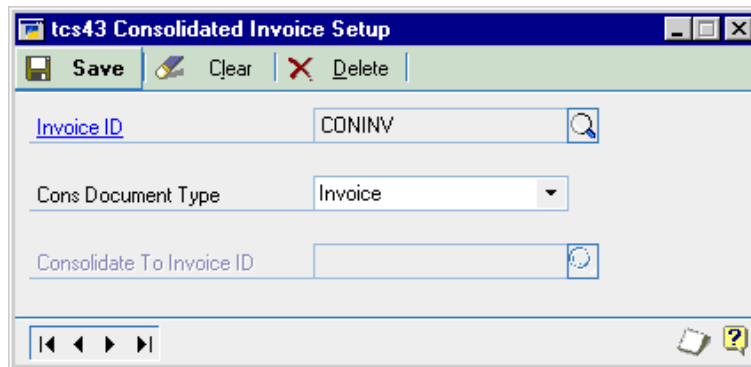 tcs43 Consolidated Invoice Setup
Save Clear Delete
Invoice ID CONINV
Cons Document Type Invoice
Consolidate To Invoice ID
?